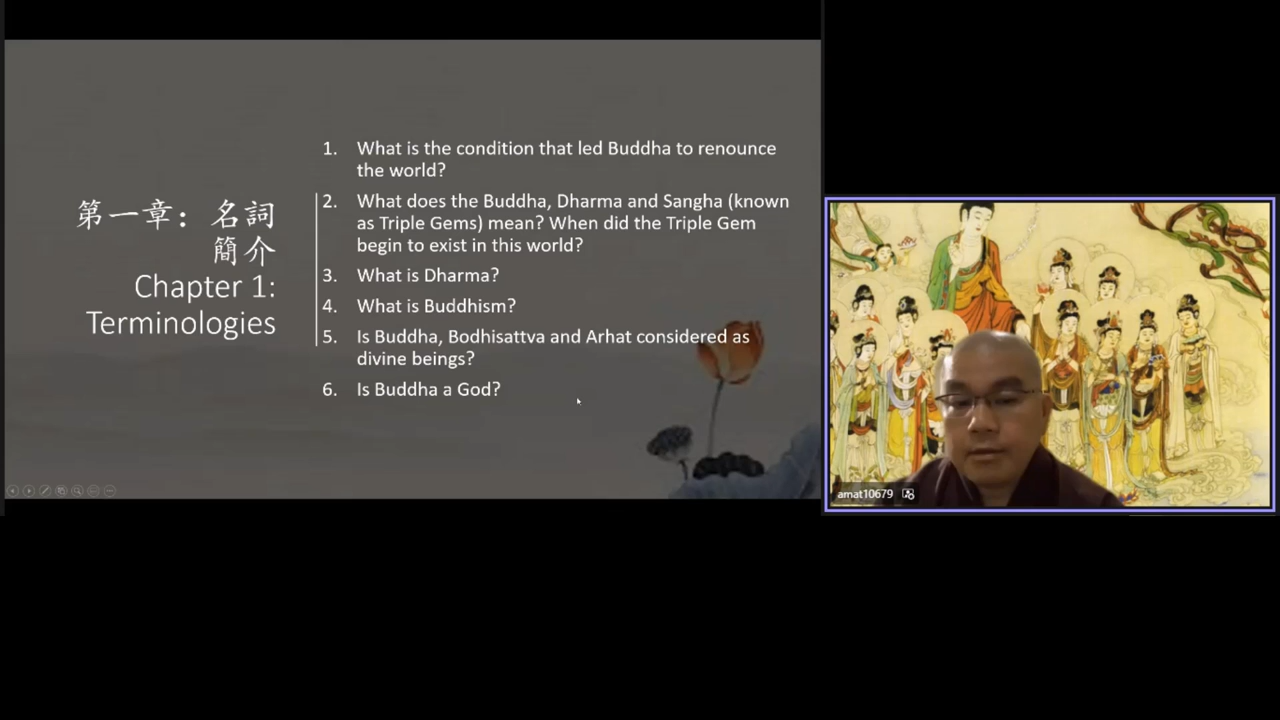 第一章：名詞
簡介
Chapter 1:
Terminologies
1. What is the condition that led Buddha to renounce
the world?
2. What does the Buddha, Dharma and Sangha (known
as Triple Gems) mean? When did the Triple Gem
begin to exist in this world?
3. What is Dharma?
4. What is Buddhism?
5. Is Buddha, Bodhisattva and Arhat considered as
divine beings?
6. Is Buddha a God?
amat10679